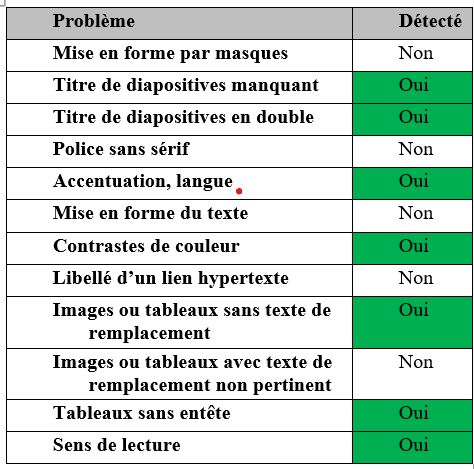 Problème Détecté
Mise en forme par masques Non
Titre de diapositives manquant Oui
Titre de diapositives en double Oui
Police sans sérif Non
Accentuation, langue Oui
Mise en forme du texte Non
Contrastes de couleur Oui
Libellé d’un lien hypertexte Non
Images ou tableaux sans texte de Oui
remplacement
Images ou tableaux avec texte de Non
remplacement non pertinent
Tableaux sans entête Oui
Sens de lecture Oui